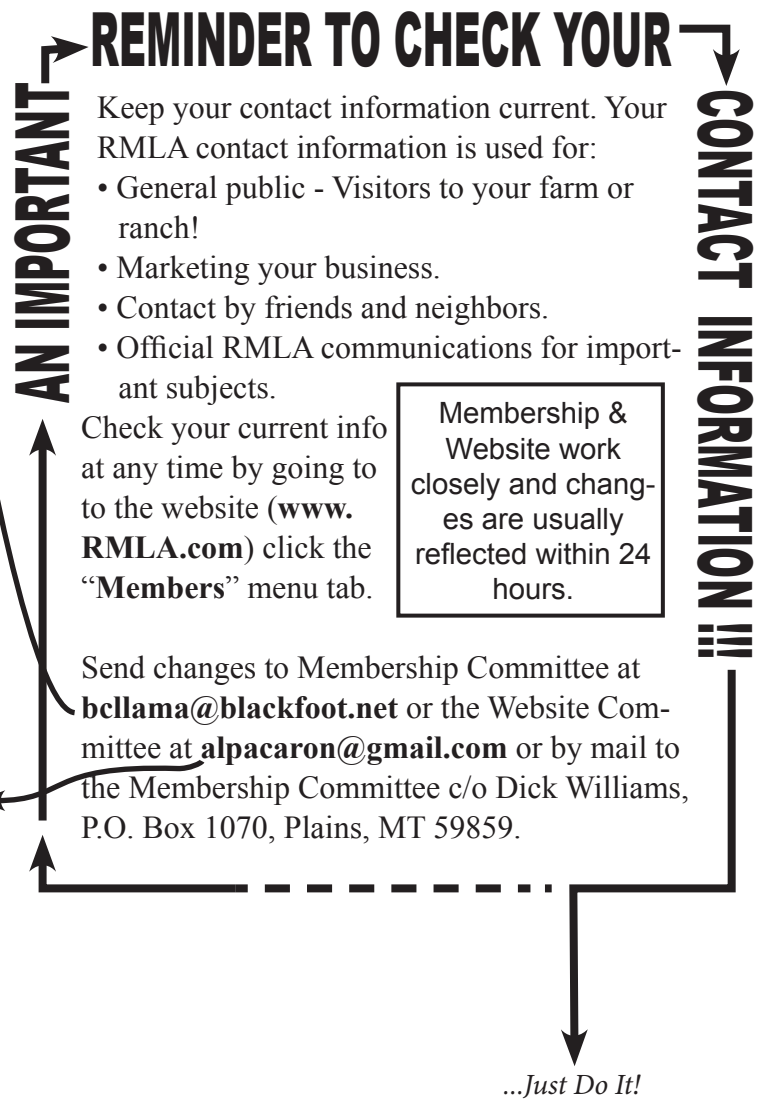 AN IMPORTANT
REMINDER TO CHECK YOUR
CONTACT INFORMATION !!!
Keep your contact information current. Your
RMLA contact information is used for:
• General public - Visitors to your farm or
ranch!
• Marketing your business.
• Contact by friends and neighbors.
• Official RMLA communications for import-
ant subjects.
Check your current info
at any time by going to
to the website (www.
RMLA.com) click the
“Members” menu tab.
Membership &
Website work
closely and chang-
es are usually
reflected within 24
hours.
Send changes to Membership Committee at
bcllama@blackfoot.net or the Website Com-
mittee at alpacaron@gmail.com or by mail to
the Membership Committee c/o Dick Williams,
P.O. Box 1070, Plains, MT 59859.
...Just Do It!